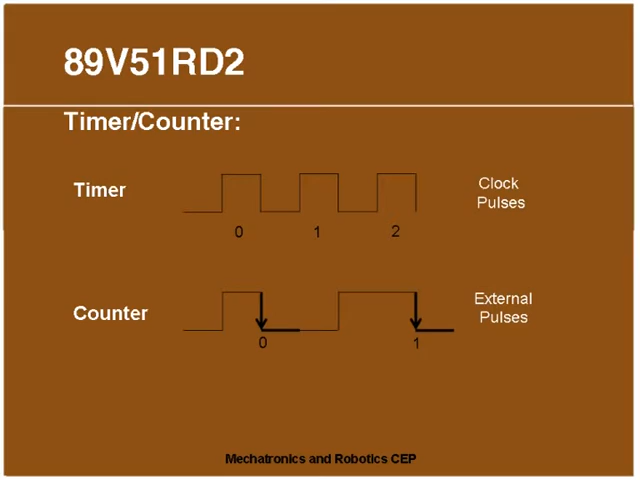 89V51RD2
Timer/Counter:
Timer
Clock
Pulses
0 1 2
Counter
External
Pulses
0 1
Mechatronics and Robotics CEP